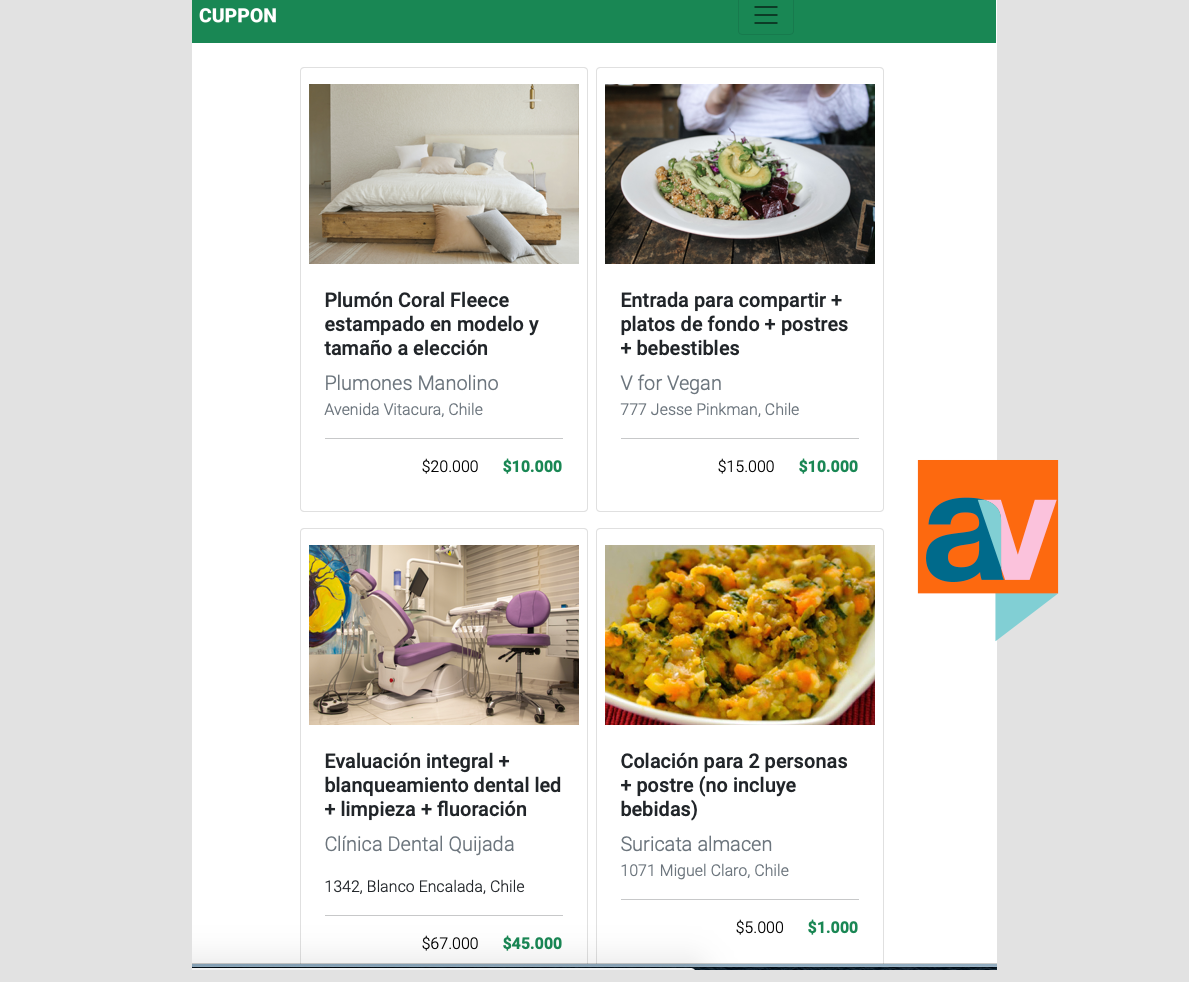 CUPPON
Plumón Coral Fleece
estampado en modelo y
tamaño a elección
Plumones Manolino
Avenida Vitacura, Chile
$20.000 $10.000
Entrada para compartir +
platos de fondo + postres
+ bebestibles
V for Vegan
777 Jesse Pinkman, Chile
$15.000 $10.000
av
Evaluación integral +
blanqueamiento dental led
+ limpieza + fluoración
Clínica Dental Quijada
1342, Blanco Encalada, Chile
$67.000 $45.000
Colación para 2 personas
+ postre (no incluye
bebidas)
Suricata almacen
1071 Miguel Claro, Chile
$5.000 $1.000